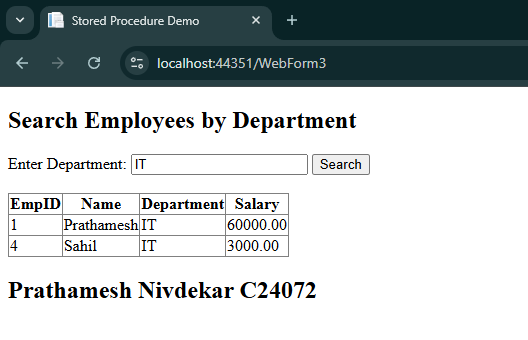 Stored Procedure Demo
localhost:44351/WebForm3
Search Employees by Department
Enter Department: IT Search
EmpID Name Department Salary
1 Prathamesh IT 60000.00
4 Sahil IT 3000.00
Prathamesh Nivdekar C24072